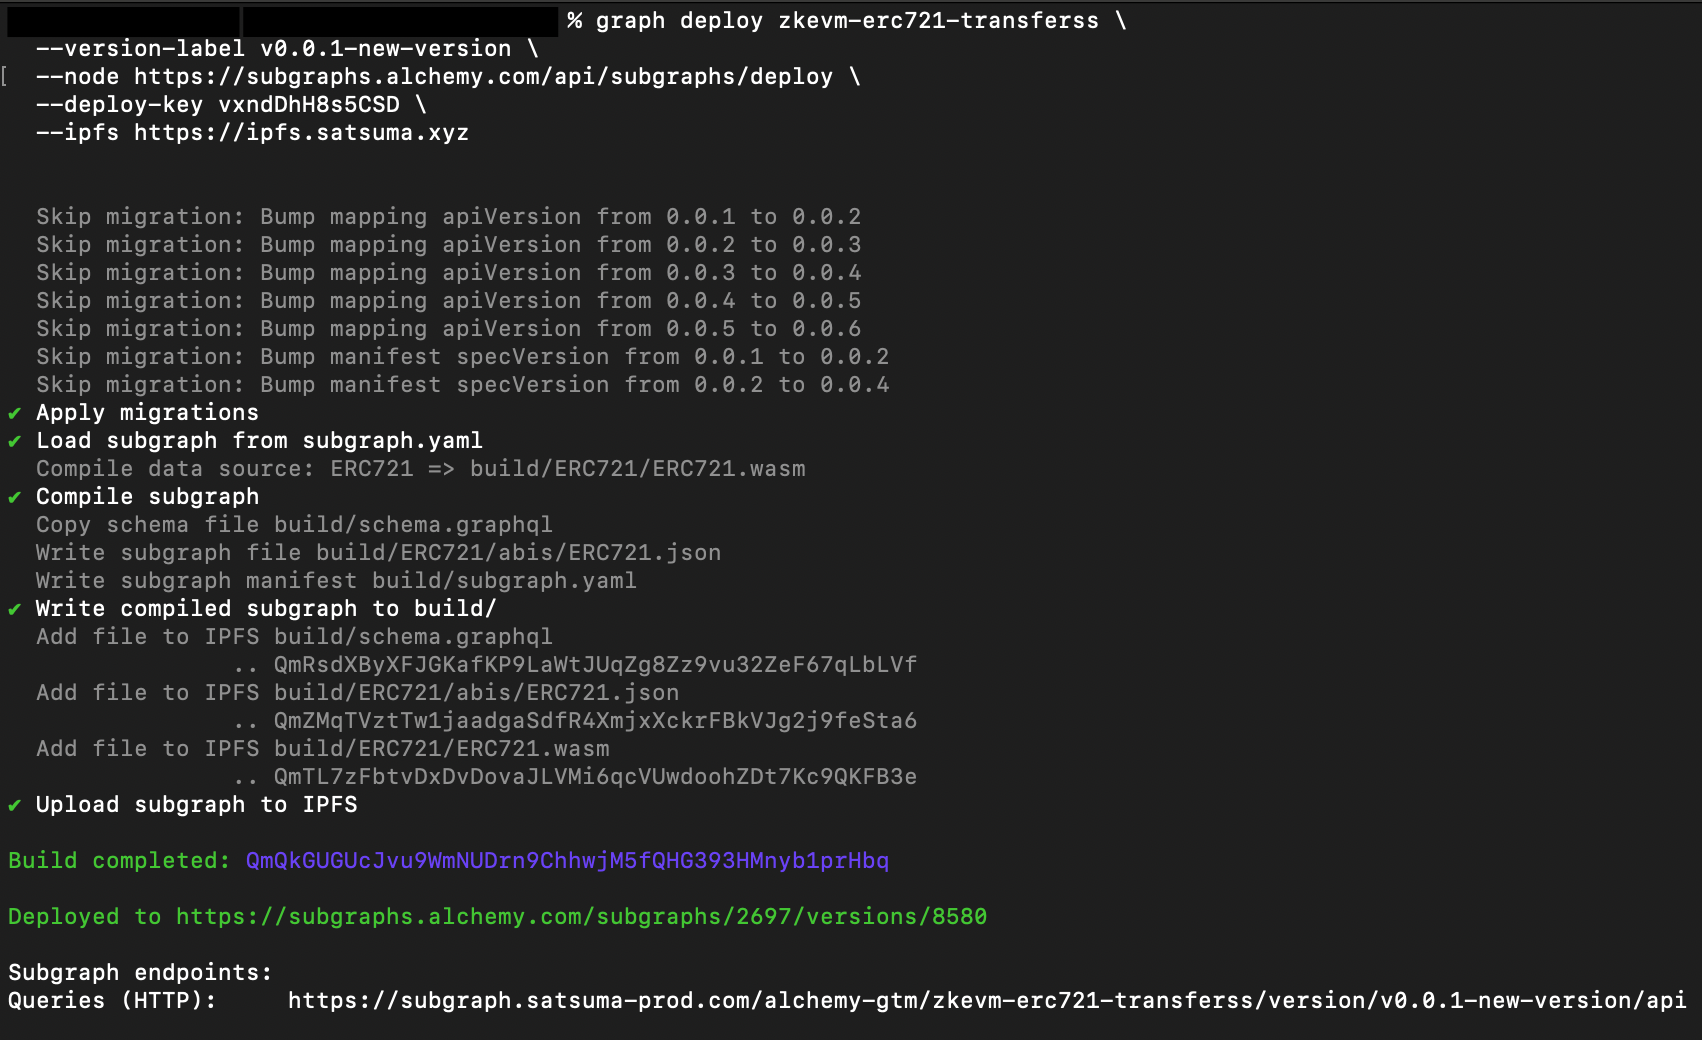 % graph deploy zkevm-erc721-transferss \
--version-label v0.0.1-new-version \
[ --node https://subgraphs.alchemy.com/api/subgraphs/deploy \
--deploy-key vxndDhH8s5CSD \
--ipfs https://ipfs.satsuma.xyz
Skip migration: Bump mapping apiVersion from 0.0.1 to 0.0.2
Skip migration: Bump mapping apiVersion from 0.0.2 to 0.0.3
Skip migration: Bump mapping apiVersion from 0.0.3 to 0.0.4
Skip migration: Bump mapping apiVersion from 0.0.4 to 0.0.5
Skip migration: Bump mapping apiVersion from 0.0.5 to 0.0.6
Skip migration: Bump manifest specVersion from 0.0.1 to 0.0.2
Skip migration: Bump manifest specVersion from 0.0.2 to 0.0.4
✔ Apply migrations
✔ Load subgraph from subgraph.yaml
Compile data source: ERC721 => build/ERC721/ERC721.wasm
✔ Compile subgraph
Copy schema file build/schema.graphql
Write subgraph file build/ERC721/abis/ERC721.json
Write subgraph manifest build/subgraph.yaml
✔ Write compiled subgraph to build/
Add file to IPFS build/schema.graphql
.. QmRsdXByXFJGKafKP9LaWtJUqZg8Zz9vu32ZeF67qLbLVf
Add file to IPFS build/ERC721/abis/ERC721.json
.. QmZMqTVztTw1jaadgaSdfR4XmjxXckrFBkVJg2j9feSta6
Add file to IPFS build/ERC721/ERC721.wasm
.. QmTL7zFbtvDxDvDovaJLVMi6qcVUwdoohZDt7Kc9QKFB3e
✔ Upload subgraph to IPFS
Build completed: QmQkGUGUcJvu9WmNUDrn9ChhwjM5fQHG393HMnyb1prHbq
Deployed to https://subgraphs.alchemy.com/subgraphs/2697/versions/8580
Subgraph endpoints:
Queries (HTTP): https://subgraph.satsuma-prod.com/alchemy-gtm/zkevm-erc721-transferss/version/v0.0.1-new-version/api